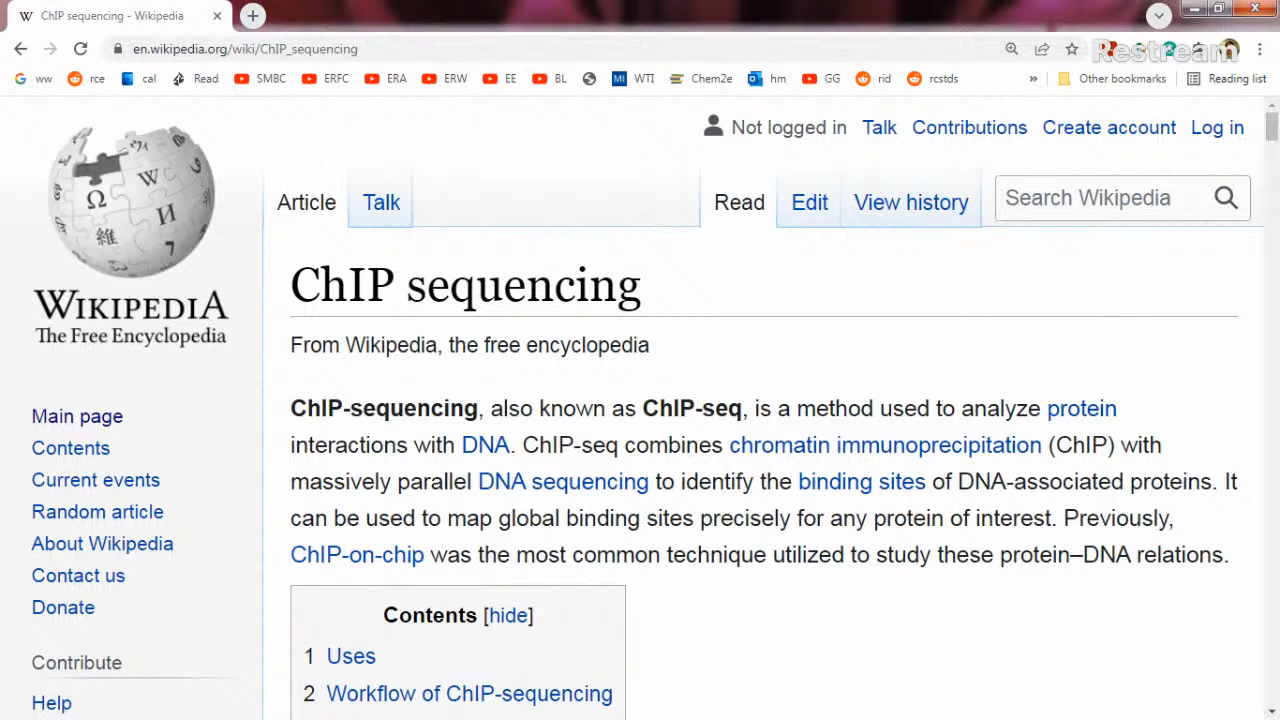 ChIP sequencing - Wikipedia
en.wikipedia.org/wiki/ChIP_sequencing
Restream
ww rce cal Read SMBC ERFC ERA ERW EE BL MI WTI Chem2e hm GG rid rcstds » Other bookmarks Reading list
Not logged in Talk Contributions Create account Log in
Article Talk Read Edit View history Search Wikipedia
WIKIPEDIA
The Free Encyclopedia
ChIP sequencing
From Wikipedia, the free encyclopedia
ChIP-sequencing, also known as ChIP-seq, is a method used to analyze protein
interactions with DNA. ChIP-seq combines chromatin immunoprecipitation (ChIP) with
massively parallel DNA sequencing to identify the binding sites of DNA-associated proteins. It
can be used to map global binding sites precisely for any protein of interest. Previously,
ChIP-on-chip was the most common technique utilized to study these protein–DNA relations.
Main page
Contents
Current events
Random article
About Wikipedia
Contact us
Donate
Contribute
Help
Contents [hide]
1 Uses
2 Workflow of ChIP-sequencing